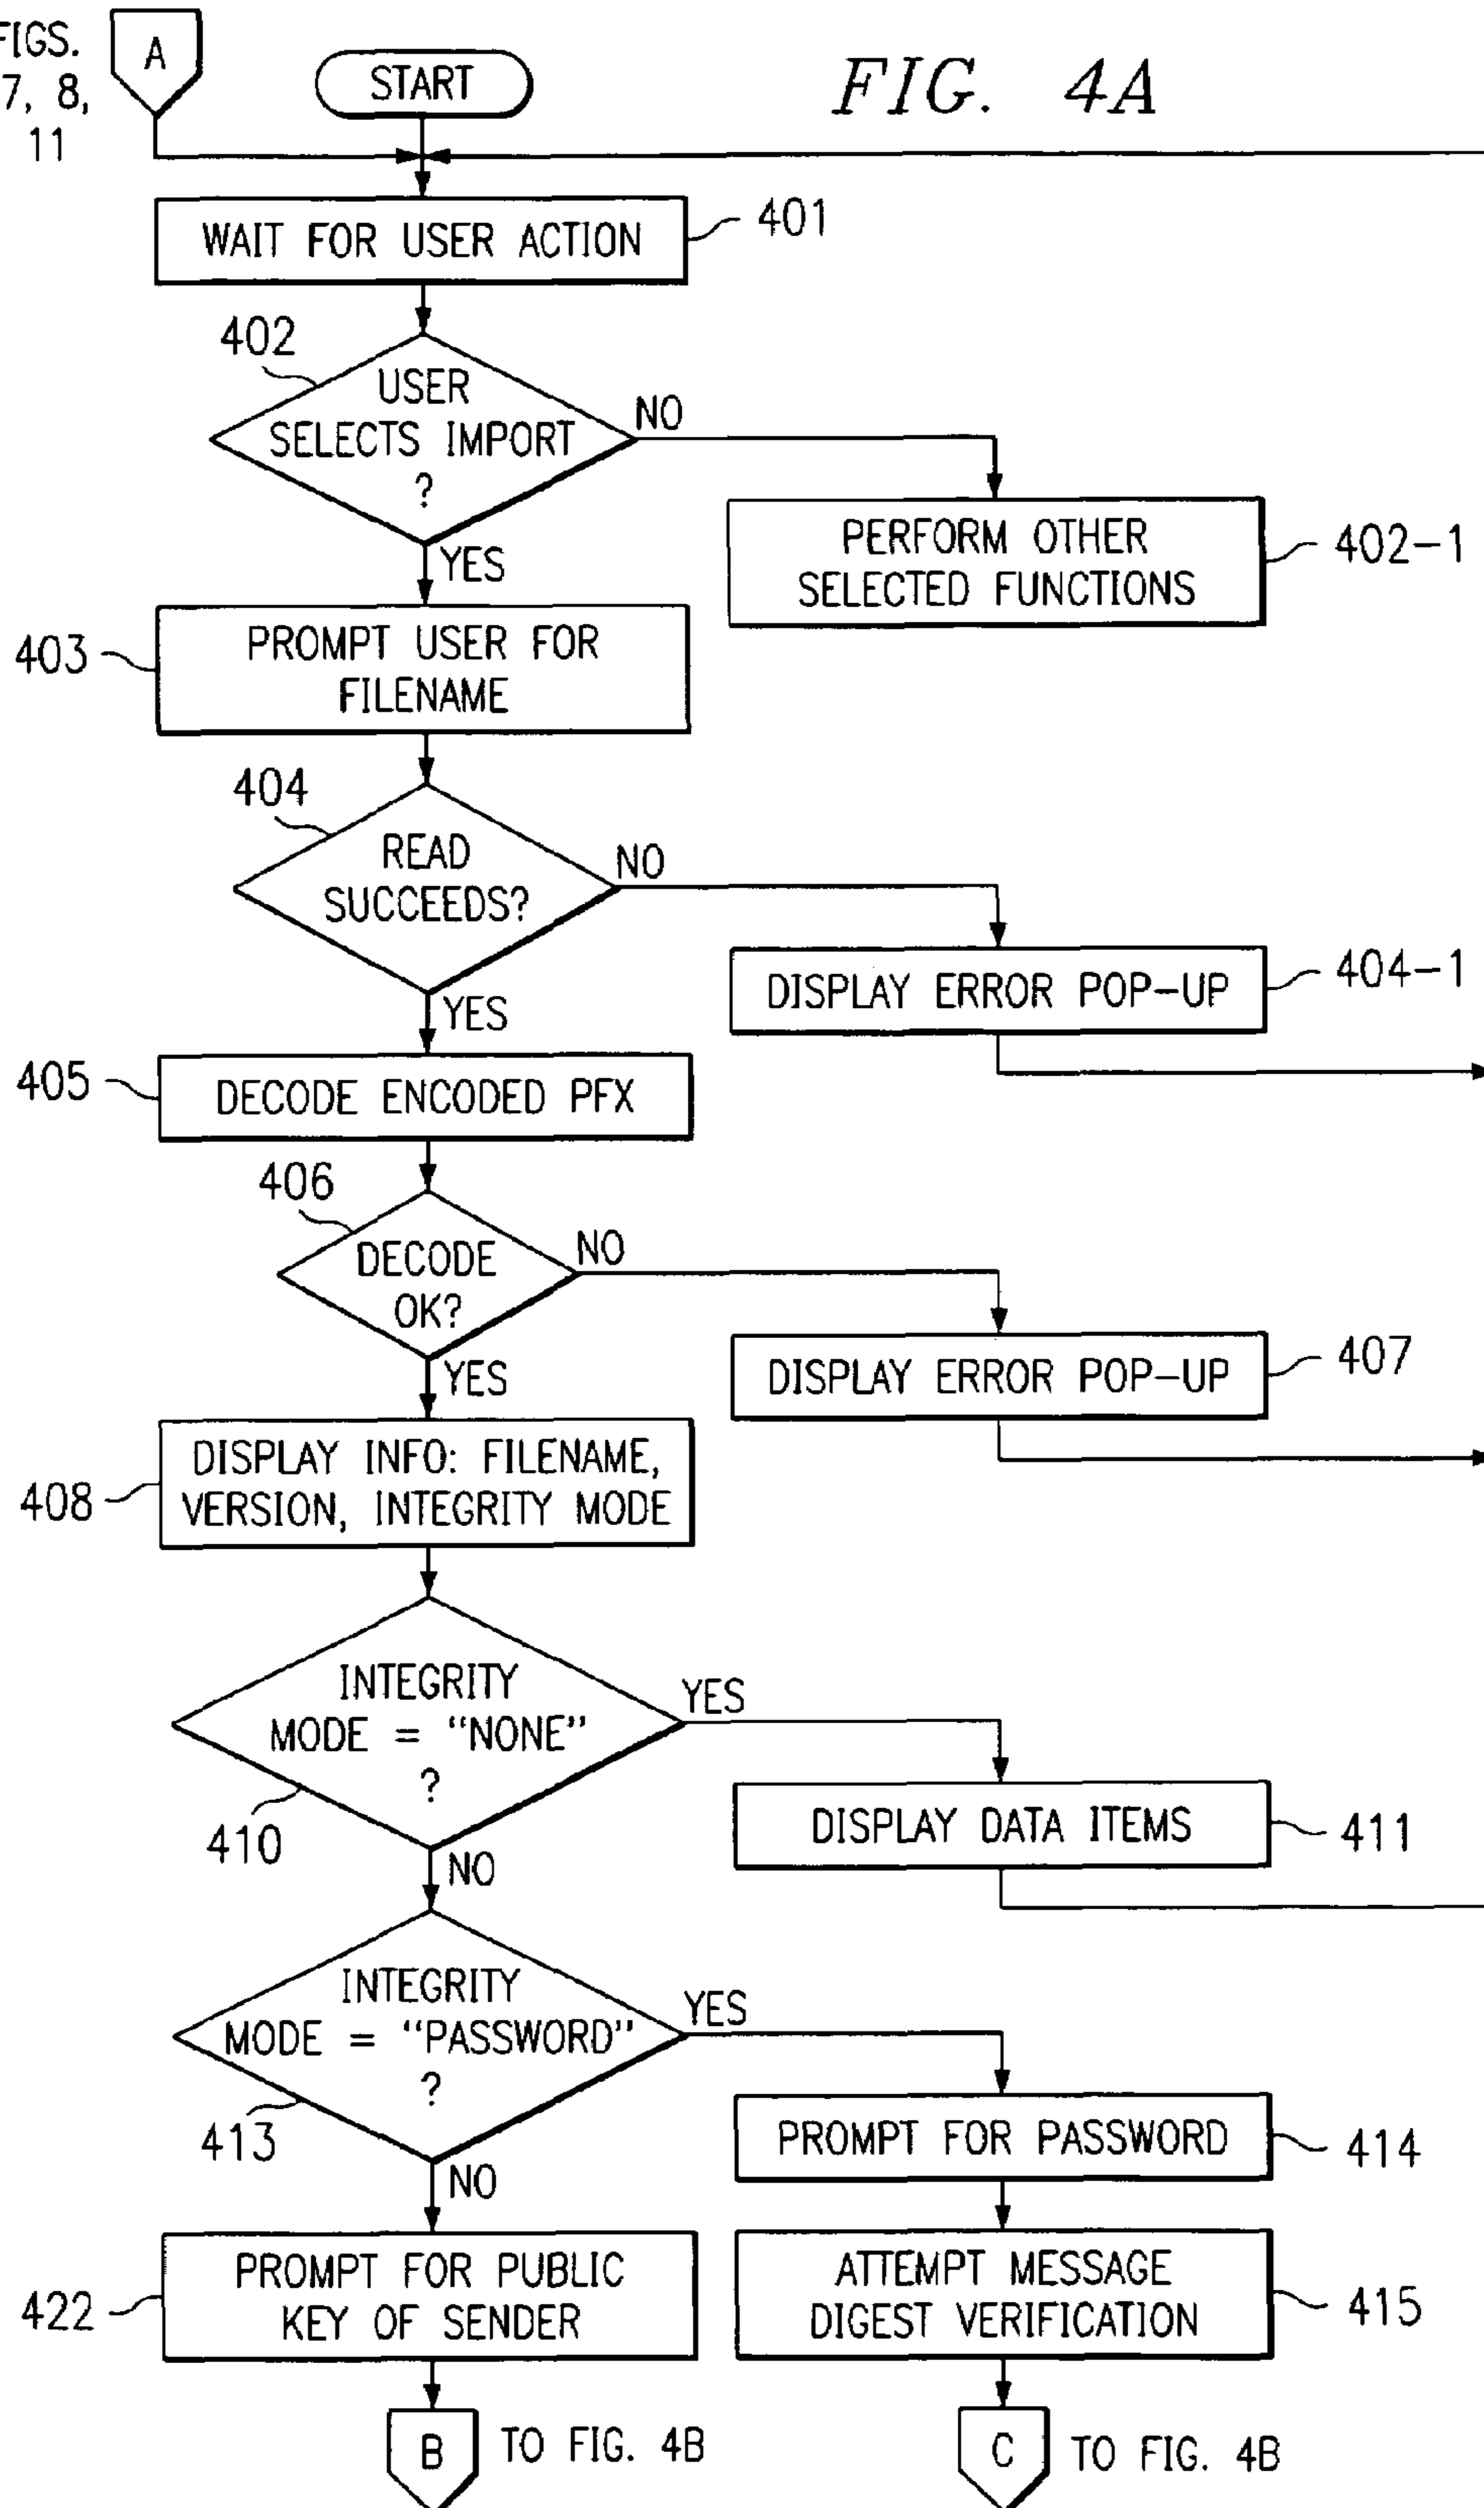 FIGS.
7, 8,
11
A
START
FIG. 4A
WAIT FOR USER ACTION
401
402
USER
SELECTS IMPORT
?
NO
YES
PERFORM OTHER
SELECTED FUNCTIONS
402-1
403
PROMPT USER FOR
FILENAME
404
READ
SUCCEEDS?
NO
YES
DISPLAY ERROR POP-UP
404-1
405
DECODE ENCODED PFX
406
DECODE
OK?
NO
YES
DISPLAY ERROR POP-UP
407
408
DISPLAY INFO: FILENAME,
VERSION, INTEGRITY MODE
INTEGRITY
MODE = “NONE”
?
YES
410
NO
DISPLAY DATA ITEMS
411
INTEGRITY
MODE = “PASSWORD”
?
YES
413
NO
PROMPT FOR PASSWORD
414
422
PROMPT FOR PUBLIC
KEY OF SENDER
ATTEMPT MESSAGE
DIGEST VERIFICATION
415
B
TO FIG. 4B
C
TO FIG. 4B